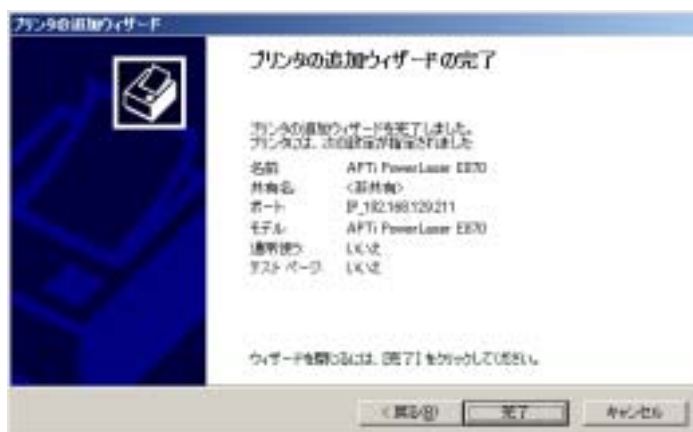 プリンタの追加ウィザード
プリンタの追加ウィザードの完了
プリンタの追加ウィザードを完了しました。
プリンタには、次の設定が指定されました
名前 APTi PowerLaser E870
共有名 <非共有>
ポート IP_192.168.129.211
モデル APTi PowerLaser E870
通常使う いいえ
テスト ページ いいえ
ウィザードを閉じるには、[完了] をクリックしてください。
< 戻る(B) 完了 キャンセル